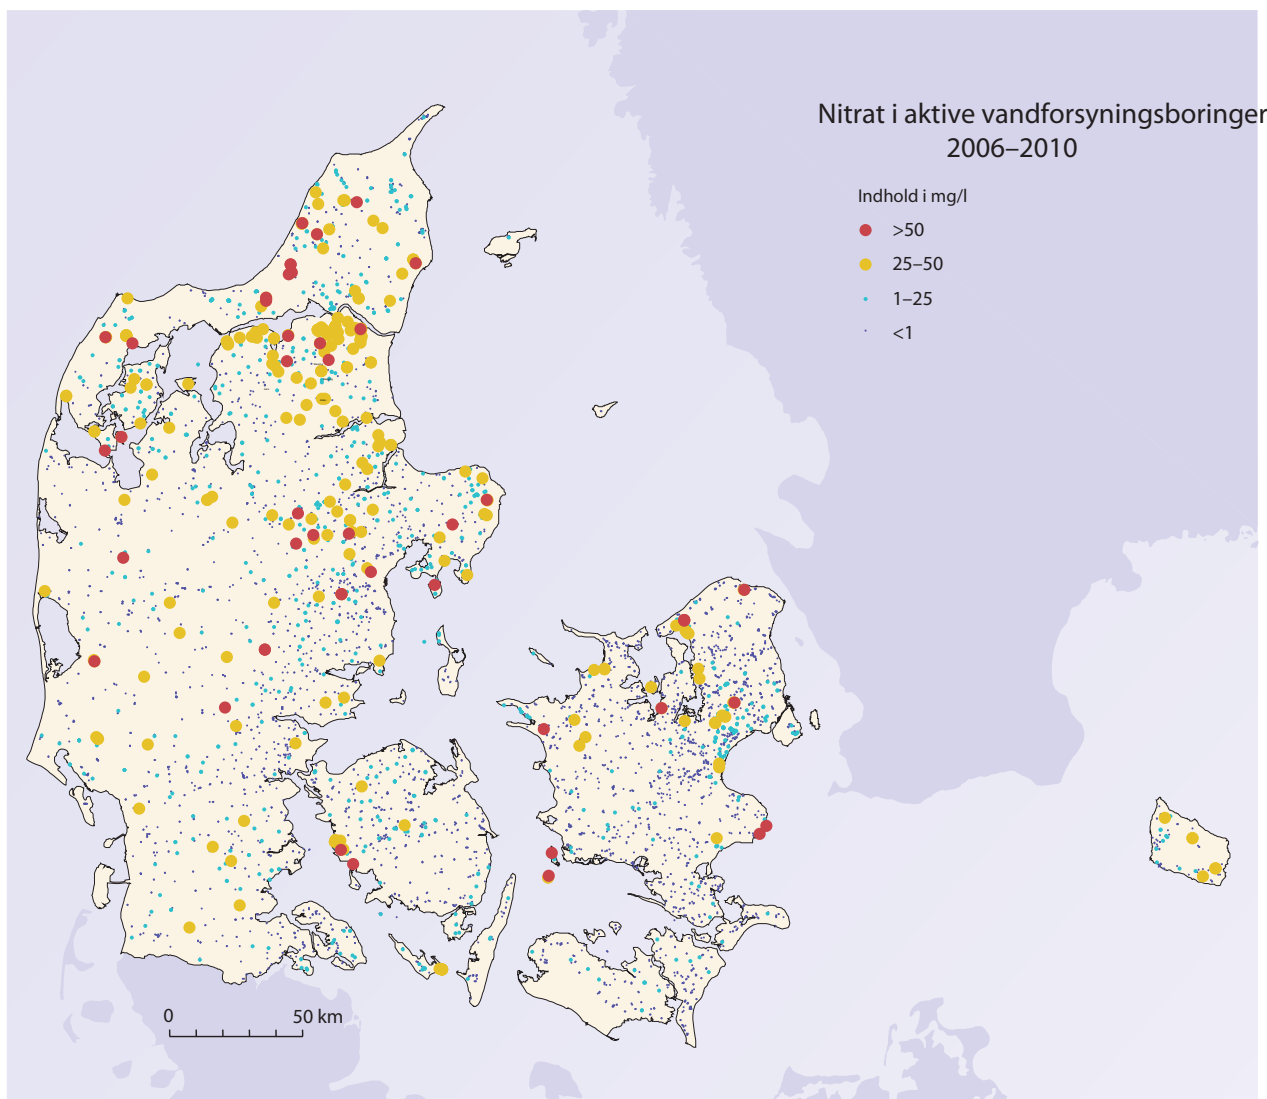 Nitrat i aktive vandforsyningsboringer
2006–2010
Indhold i mg/l
>50
25–50
1–25
<1
0 50 km